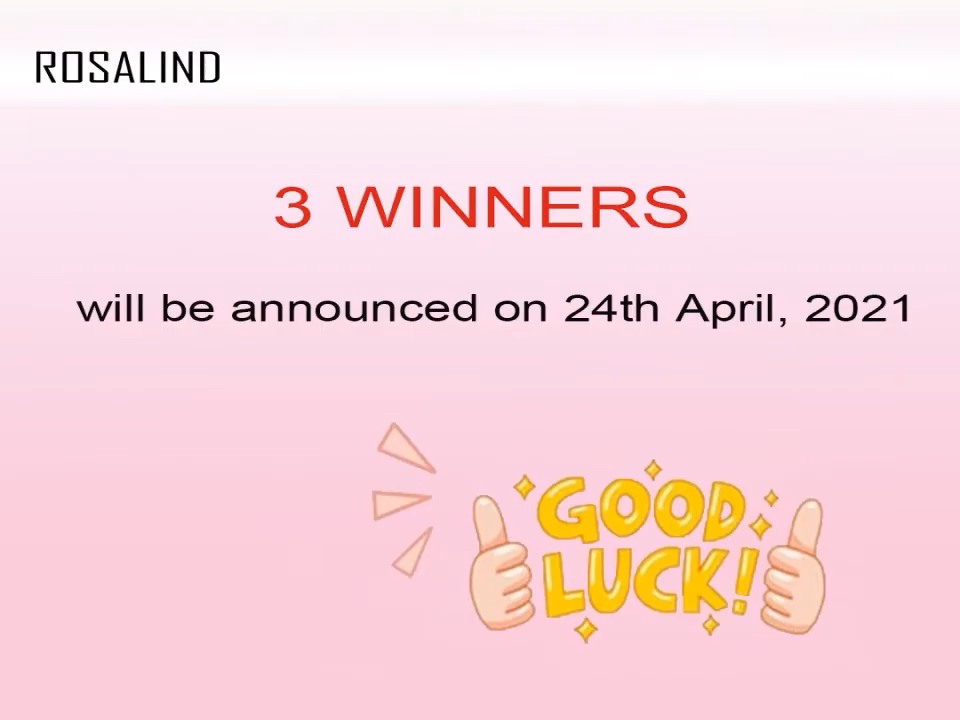 ROSALIND
3 WINNERS
will be announced on 24th April, 2021
GOOD
LUCK!